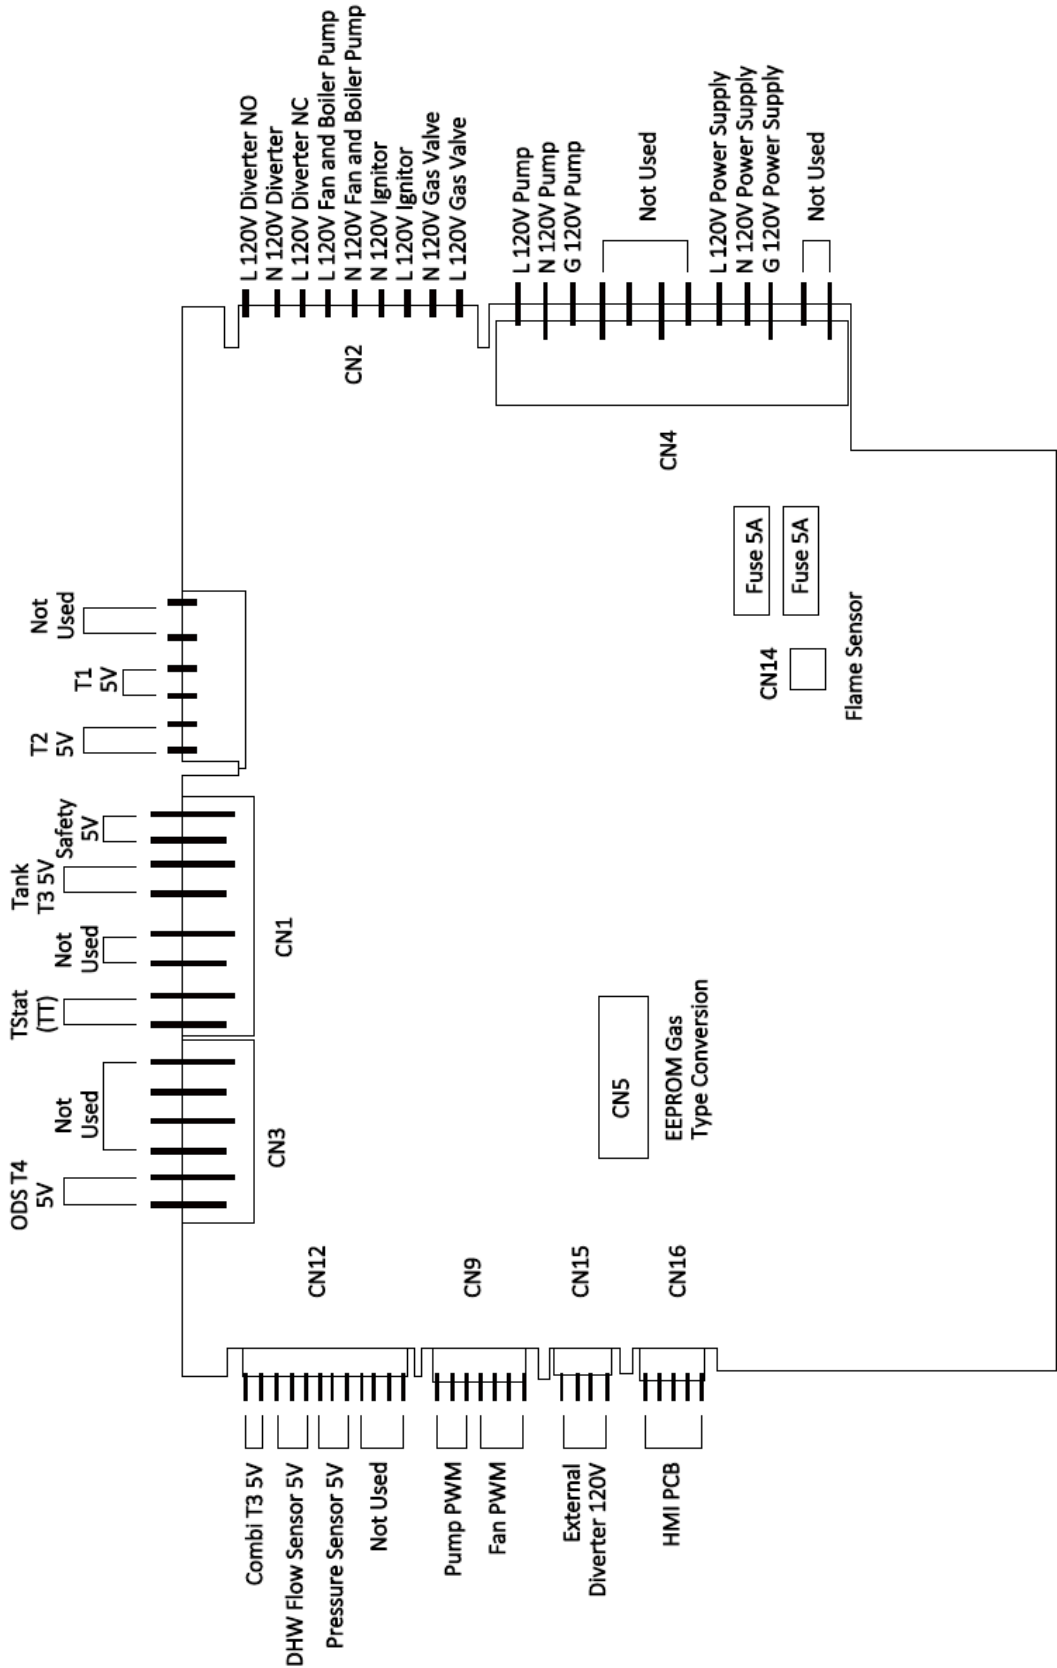 L 120V Diverter NO
N 120V Diverter
L 120V Diverter NC
L 120V Fan and Boiler Pump
N 120V Fan and Boiler Pump
N 120V Ignitor
L 120V Ignitor
N 120V Gas Valve
L 120V Gas Valve
CN2
L 120V Pump
N 120V Pump
G 120V Pump
Not Used
L 120V Power Supply
N 120V Power Supply
G 120V Power Supply
Not Used
CN4
Not
Used
T1
5V
T2
5V
Safety
5V
Tank
T3 5V
Not
Used
TStat
(TT)
CN1
Not
Used
ODS T4
5V
CN3
Fuse 5A
Fuse 5A
CN14
Flame Sensor
CN5
EEPROM Gas
Type Conversion
CN12
CN9
CN15
CN16
Combi T3 5V
DHW Flow Sensor 5V
Pressure Sensor 5V
Not Used
Pump PWM
Fan PWM
External
Diverter 120V
HMI PCB